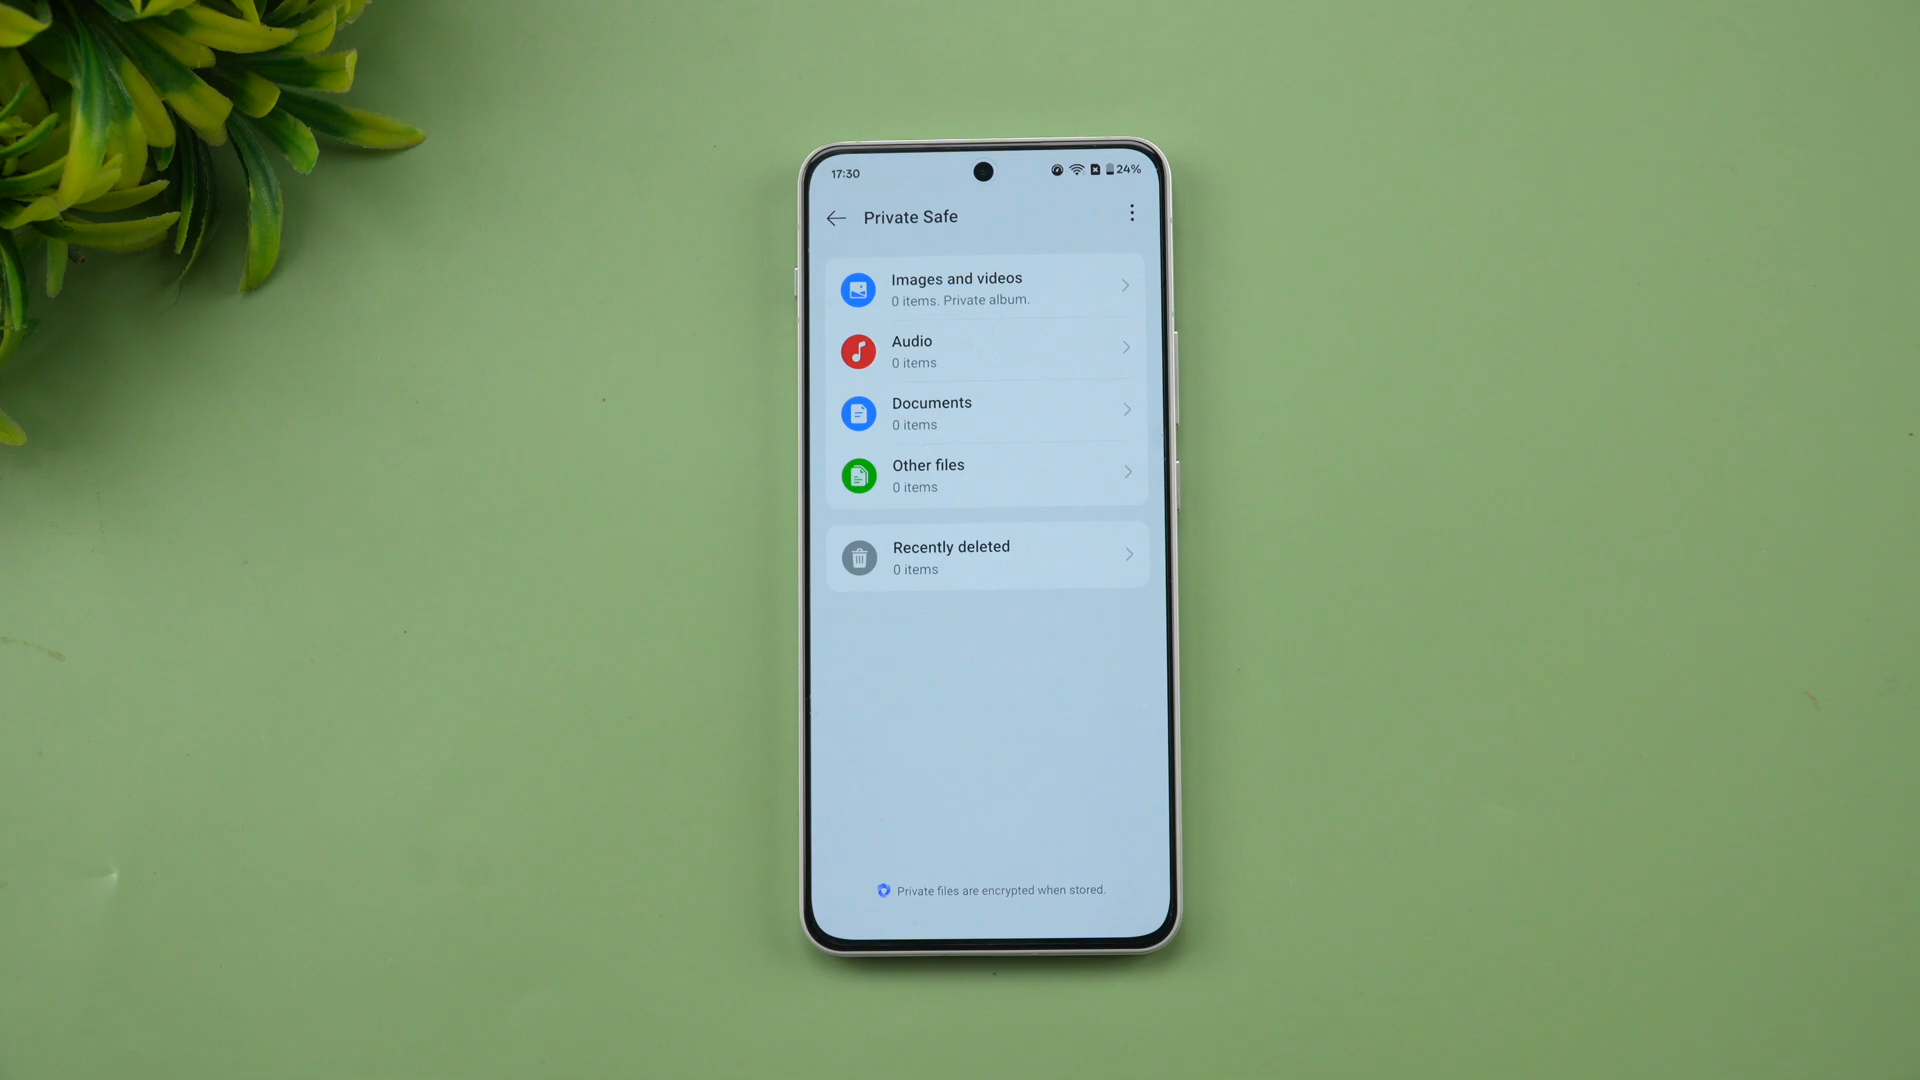 17:30
24%
Private Safe
Images and videos
0 items. Private album.
Audio
0 items
Documents
0 items
Other files
0 items
Recently deleted
0 items
Private files are encrypted when stored.